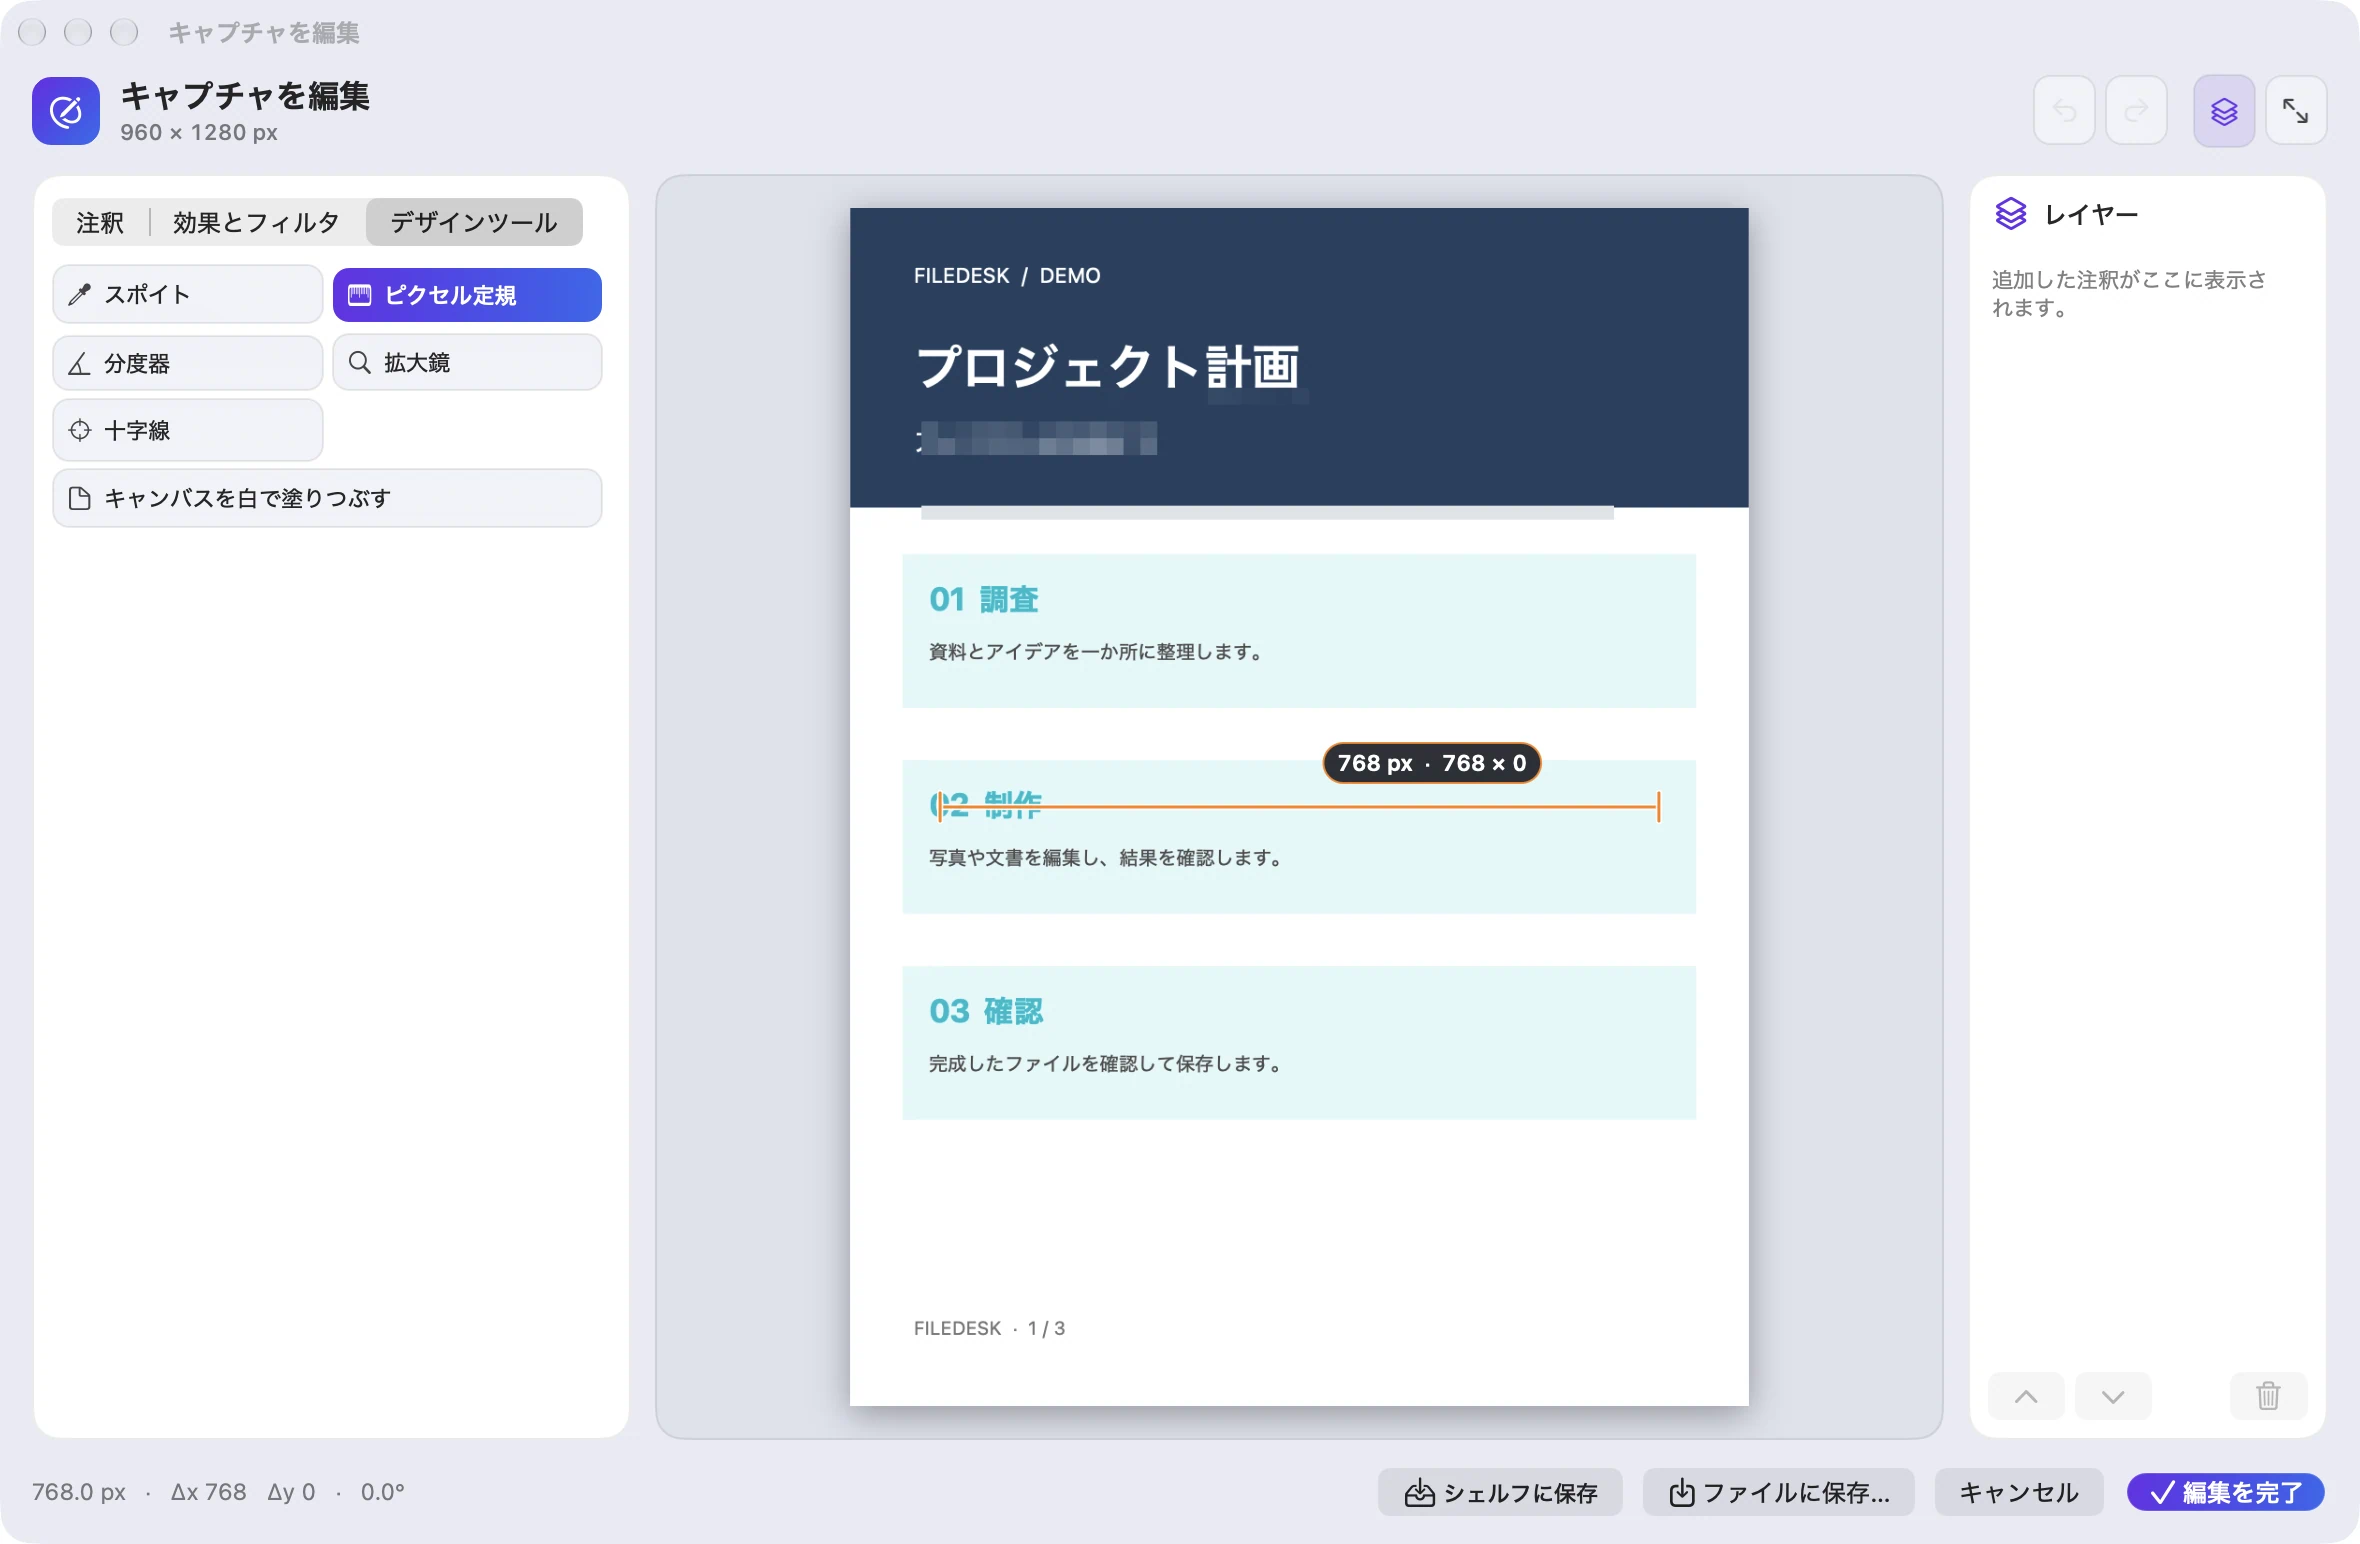 キャプチャを編集
キャプチャを編集
960 × 1280 px
注釈
効果とフィルタ
デザインツール
スポイト
ピクセル定規
分度器
拡大鏡
十字線
キャンバスを白で塗りつぶす
FILEDESK / DEMO
プロジェクト計画
01 調査
資料とアイデアを一か所に整理します。
768 px · 768 × 0
02 制作
写真や文書を編集し、結果を確認します。
03 確認
完成したファイルを確認して保存します。
FILEDESK · 1 / 3
レイヤー
追加した注釈がここに表示さ
れます。
768.0 px · Δx 768 Δy 0 · 0.0°
シェルフに保存
ファイルに保存...
キャンセル
編集を完了